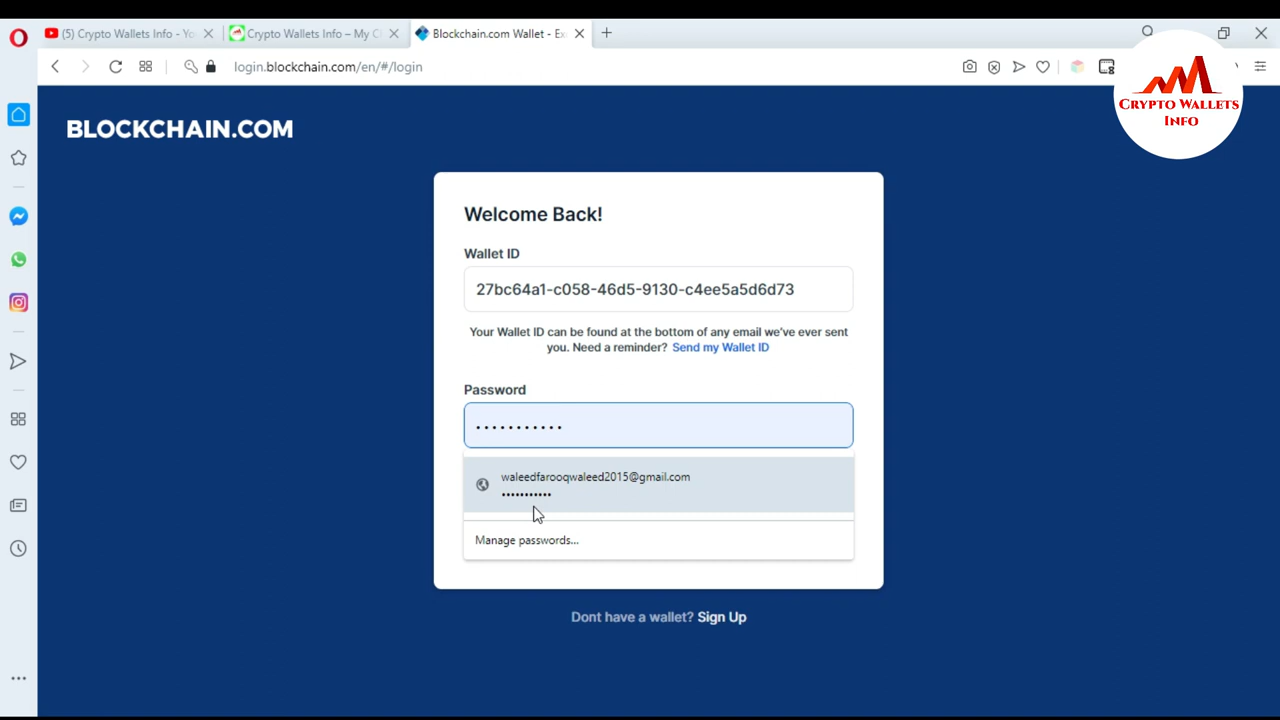 (5) Crypto Wallets Info - Yo
Crypto Wallets Info – My C
Blockchain.com Wallet - Ex
login.blockchain.com/en/#/login
CRYPTO WALLETS
INFO
BLOCKCHAIN.COM
Welcome Back!
Wallet ID
27bc64a1-c058-46d5-9130-c4ee5a5d6d73
Your Wallet ID can be found at the bottom of any email we've ever sent
you. Need a reminder? Send my Wallet ID
Password
•••••••••••
waleedfarooqwaleed2015@gmail.com
•••••••••••
Manage passwords...
Dont have a wallet? Sign Up